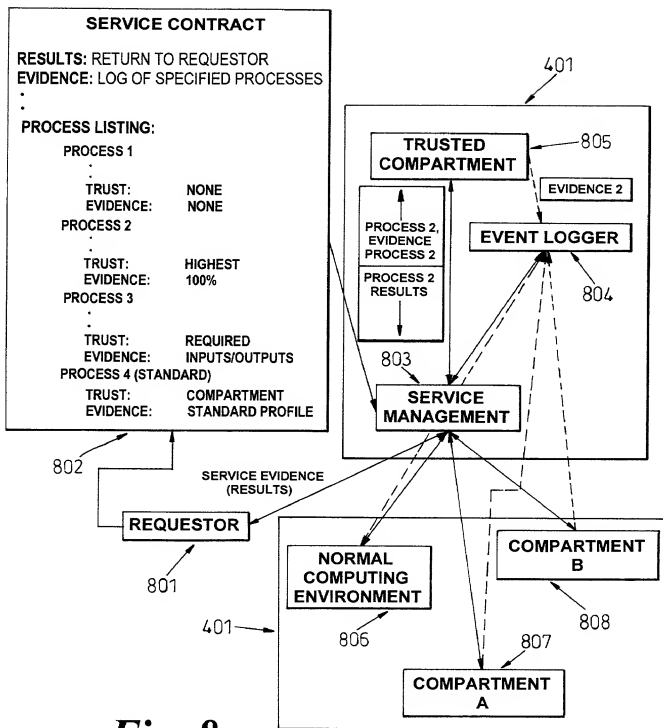 SERVICE CONTRACT
RESULTS: RETURN TO REQUESTOR
EVIDENCE: LOG OF SPECIFIED PROCESSES
.
.
PROCESS LISTING:
PROCESS 1
.
.
TRUST: NONE
EVIDENCE: NONE
PROCESS 2
.
.
TRUST: HIGHEST
EVIDENCE: 100%
PROCESS 3
.
.
TRUST: REQUIRED
EVIDENCE: INPUTS/OUTPUTS
PROCESS 4 (STANDARD)
TRUST: COMPARTMENT
EVIDENCE: STANDARD PROFILE
802
401
TRUSTED
COMPARTMENT
805
EVIDENCE 2
PROCESS 2,
EVIDENCE
PROCESS 2
PROCESS 2
RESULTS
EVENT LOGGER
804
803
SERVICE
MANAGEMENT
SERVICE EVIDENCE
(RESULTS)
REQUESTOR
801
NORMAL
COMPUTING
ENVIRONMENT
806
COMPARTMENT
B
808
401
807
COMPARTMENT
A